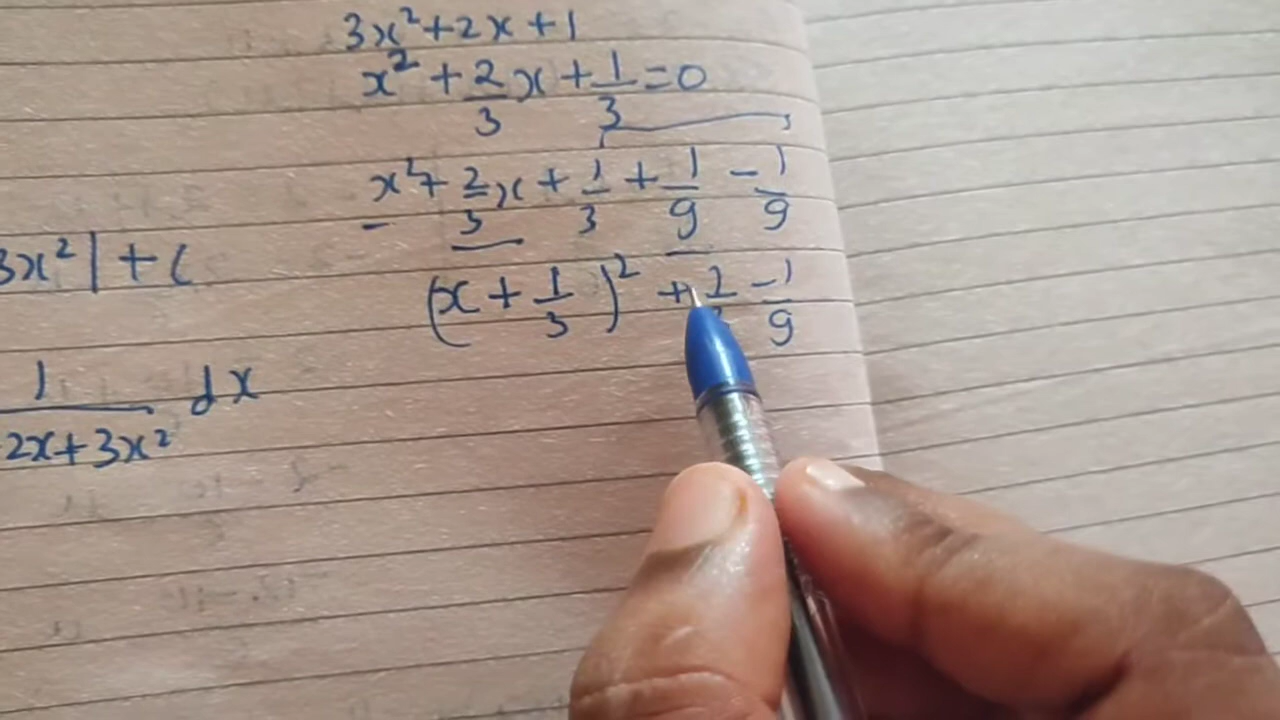 3x²+2x+1
x² + 2/3 x + 1/3 = 0
x² + 2/3 x + 1/3 + 1/9 - 1/9
3x²| + c
(x + 1/3)² + - 1/9
1
dx
2x+3x²